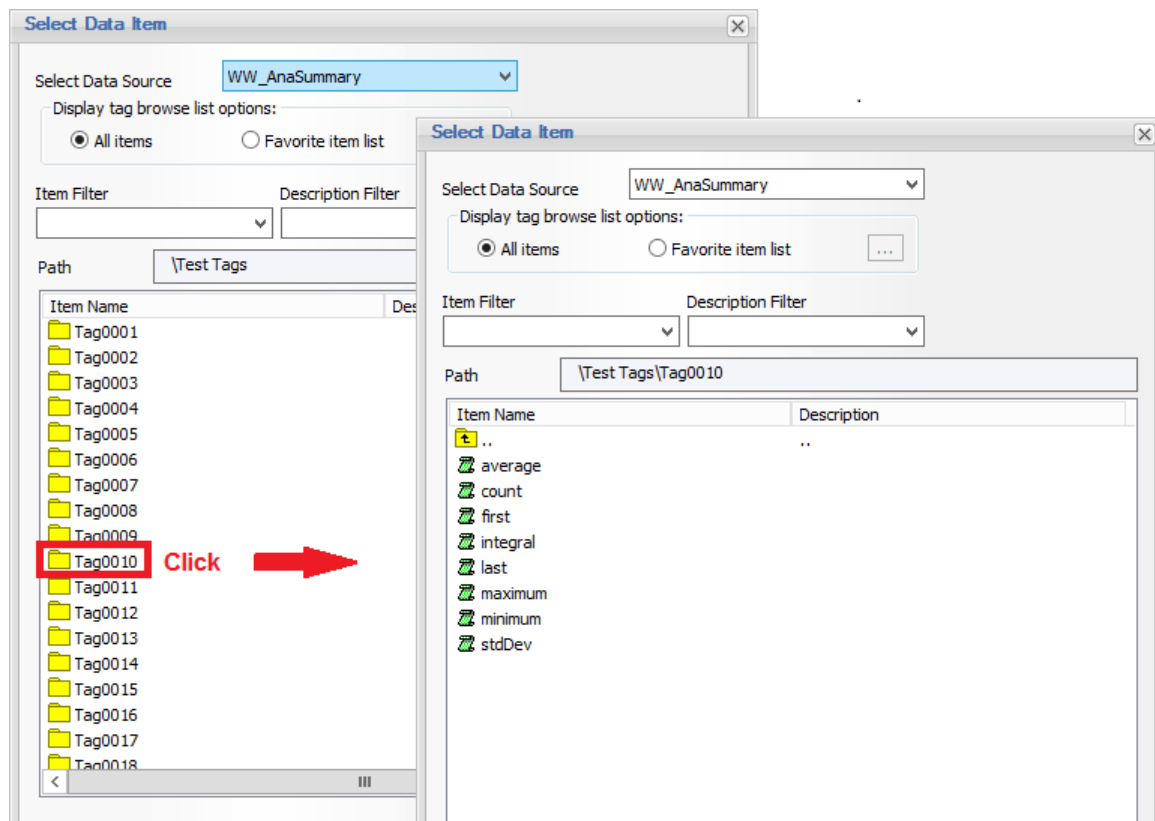 Select Data Item
Select Data Source WW_AnaSummary
Display tag browse list options:
All items Favorite item list
Item Filter Description Filter
Path \Test Tags
Item Name Des
Tag0001
Tag0002
Tag0003
Tag0004
Tag0005
Tag0006
Tag0007
Tag0008
Tag0009
Tag0010 Click
Tag0011
Tag0012
Tag0013
Tag0014
Tag0015
Tag0016
Tag0017
Tag0018
Select Data Item
Select Data Source WW_AnaSummary
Display tag browse list options:
All items Favorite item list ...
Item Filter Description Filter
Path \Test Tags\Tag0010
Item Name Description
.. ..
average
count
first
integral
last
maximum
minimum
stdDev